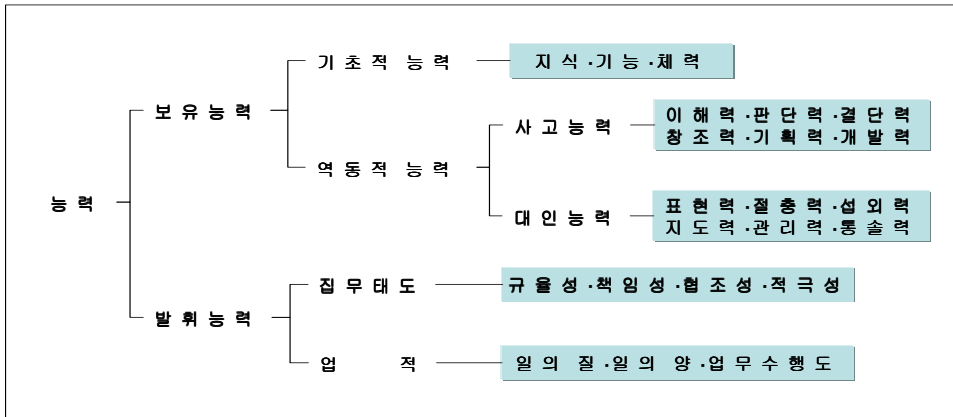 기초적 능력
지식·기능·체력
보유능력
사고능력
이해력·판단력·결단력
창조력·기획력·개발력
역동적 능력
능력
대인능력
표현력·절충력·섭외력
지도력·관리력·통솔력
집무태도
규율성·책임성·협조성·적극성
발휘능력
업 적
일의 질·일의 양·업무수행도